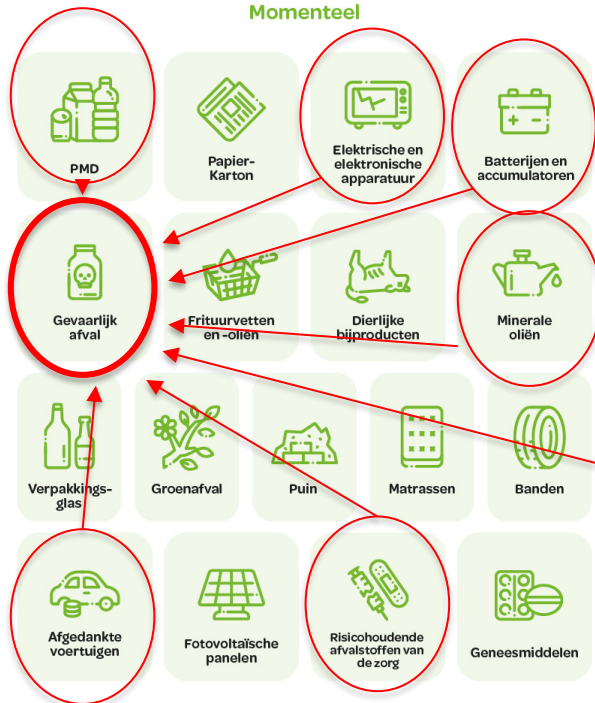 Momenteel
PMD
Papier-
Karton
Elektrische en
elektronische
apparatuur
Batterijen en
accumulatoren
Gevaarlijk
afval
Frituurvetten
en -oliën
Dierlijke
bijproducten
Minerale
oliën
Verpakkings-
glas
Groenafval
Puin
Matrassen
Banden
Afgedankte
voertuigen
Fotovoltaïsche
panelen
Risicohoudende
afvalstoffen van
de zorg
Geneesmiddelen